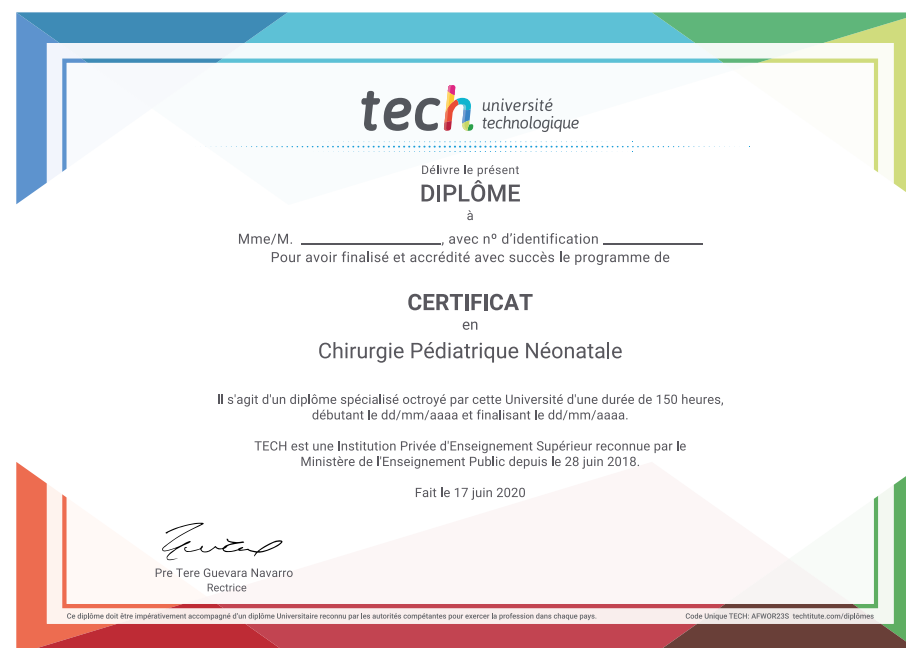 tech université
technologique
Délivre le présent
DIPLÔME
à
Mme/M. ____________________, avec nº d'identification ______________
Pour avoir finalisé et accrédité avec succès le programme de
CERTIFICAT
en
Chirurgie Pédiatrique Néonatale
Il s'agit d'un diplôme spécialisé octroyé par cette Université d'une durée de 150 heures,
débutant le dd/mm/aaaa et finalisant le dd/mm/aaaa.
TECH est une Institution Privée d'Enseignement Supérieur reconnue par le
Ministère de l'Enseignement Public depuis le 28 juin 2018.
Fait le 17 juin 2020
Pre Tere Guevara Navarro
Rectrice
Ce diplôme doit être impérativement accompagné d'un diplôme Universitaire reconnu par les autorités compétantes pour exercer la profession dans chaque pays.
Code Unique TECH: AFWOR23S techtitute.com/diplômes